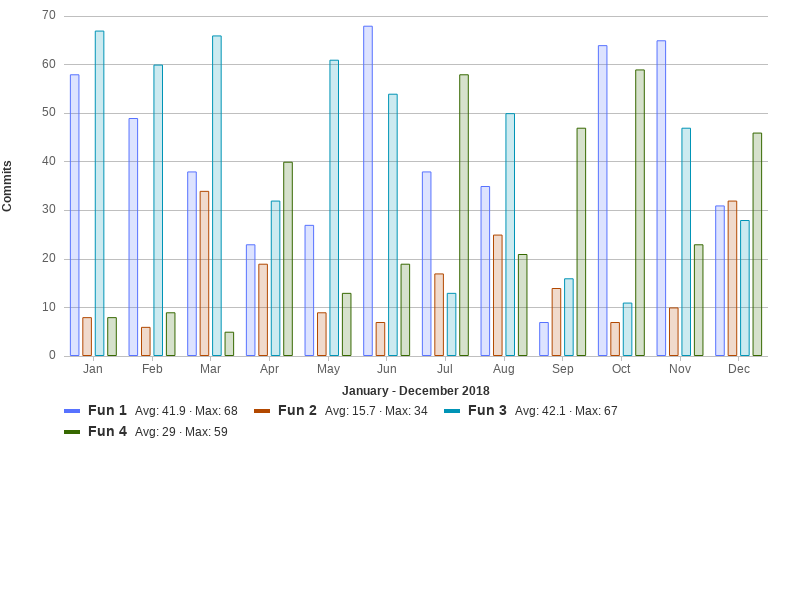 70
60
50
40
30
20
10
0
Commits
Jan Feb Mar Apr May Jun Jul Aug Sep Oct Nov Dec
January - December 2018
Fun 1 Avg: 41.9 · Max: 68 Fun 2 Avg: 15.7 · Max: 34 Fun 3 Avg: 42.1 · Max: 67
Fun 4 Avg: 29 · Max: 59